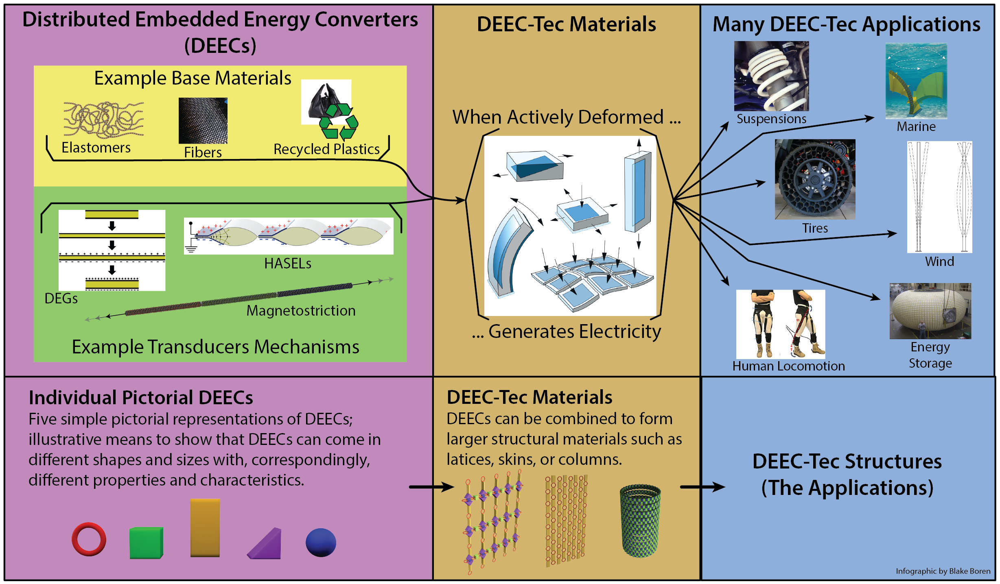 Distributed Embedded Energy Converters
(DEECs)
Example Base Materials
Elastomers
Fibers
Recycled Plastics
DEGs
HASELs
Magnetostriction
Example Transducers Mechanisms
DEEC-Tec Materials
When Actively Deformed ...
... Generates Electricity
Many DEEC-Tec Applications
Suspensions
Marine
Tires
Wind
th
Human Locomotion
Energy
Storage
Individual Pictorial DEECs
Five simple pictorial representations of DEECs;
illustrative means to show that DEECs can come in
different shapes and sizes with, correspondingly,
different properties and characteristics.
DEEC-Tec Materials
DEECs can be combined to form
larger structural materials such as
latices, skins, or columns.
DEEC-Tec Structures
(The Applications)
Infographic by Blake Boren